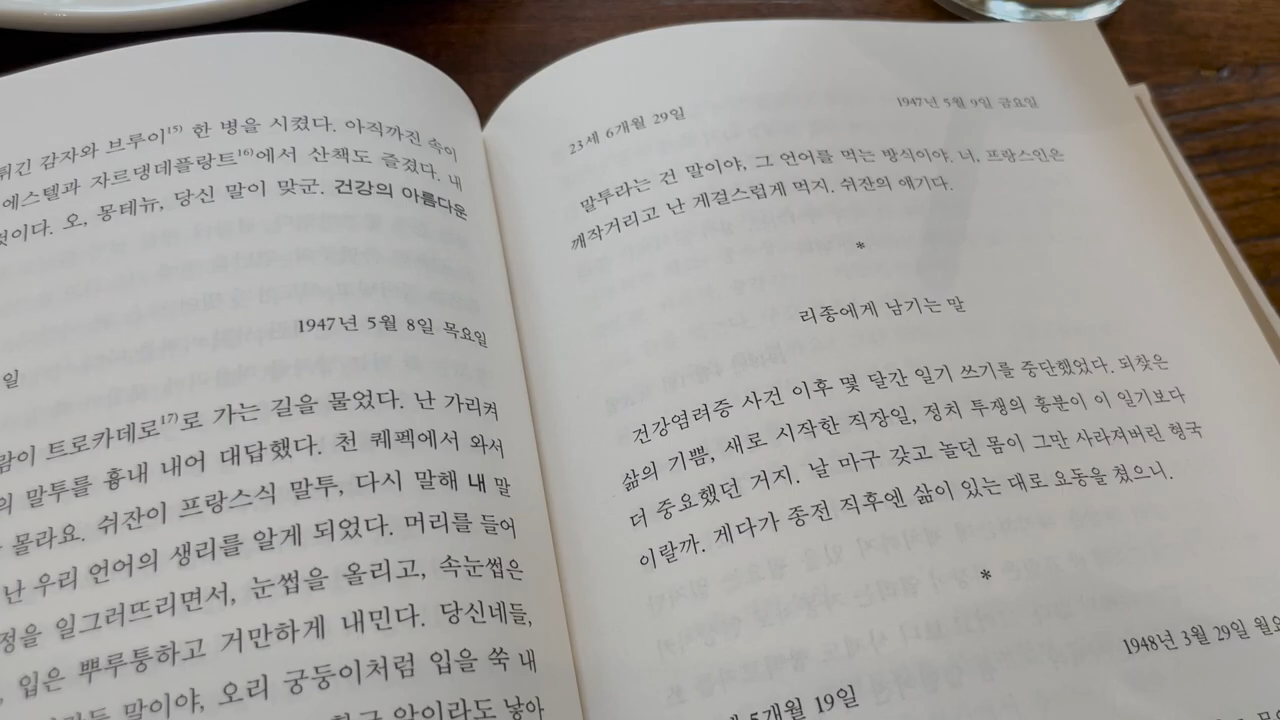 튀긴 감자와 브루이15) 한 병을 시켰다. 아직까진 속이
에스텔과 자르댕데플랑트16)에서 산책도 즐겼다. 내
것이다. 오, 몽테뉴, 당신 말이 맞군. 건강의 아름다운
1947년 5월 8일 목요일
일
람이 트로카데로17)로 가는 길을 물었다. 난 가리켜
의 말투를 흉내 내어 대답했다. 천 퀘펙에서 와서
몰라요. 쉬잔이 프랑스식 말투, 다시 말해 내 말
난 우리 언어의 생리를 알게 되었다. 머리를 들어
정을 일그러뜨리면서, 눈썹을 올리고, 속눈썹은
입은 뿌루퉁하고 거만하게 내민다. 당신네들,
말이야, 오리 궁둥이처럼 입을 쑥 내
악이라도 낳아
23세 6개월 29일
1947년 5월 9일 금요일
말투라는 건 말이야, 그 언어를 먹는 방식이야. 너, 프랑스인은
깨작거리고 난 게걸스럽게 먹지. 쉬잔의 얘기다.
*
리종에게 남기는 말
건강염려증 사건 이후 몇 달간 일기 쓰기를 중단했었다. 되찾은
삶의 기쁨, 새로 시작한 직장일, 정치 투쟁의 흥분이 이 일기보다
더 중요했던 거지. 날 마구 갖고 놀던 몸이 그만 사라져버린 형국
이랄까. 게다가 종전 직후엔 삶이 있는 대로 요동을 쳤으니.
*
1948년 3월 29일 월요
5개월 19일